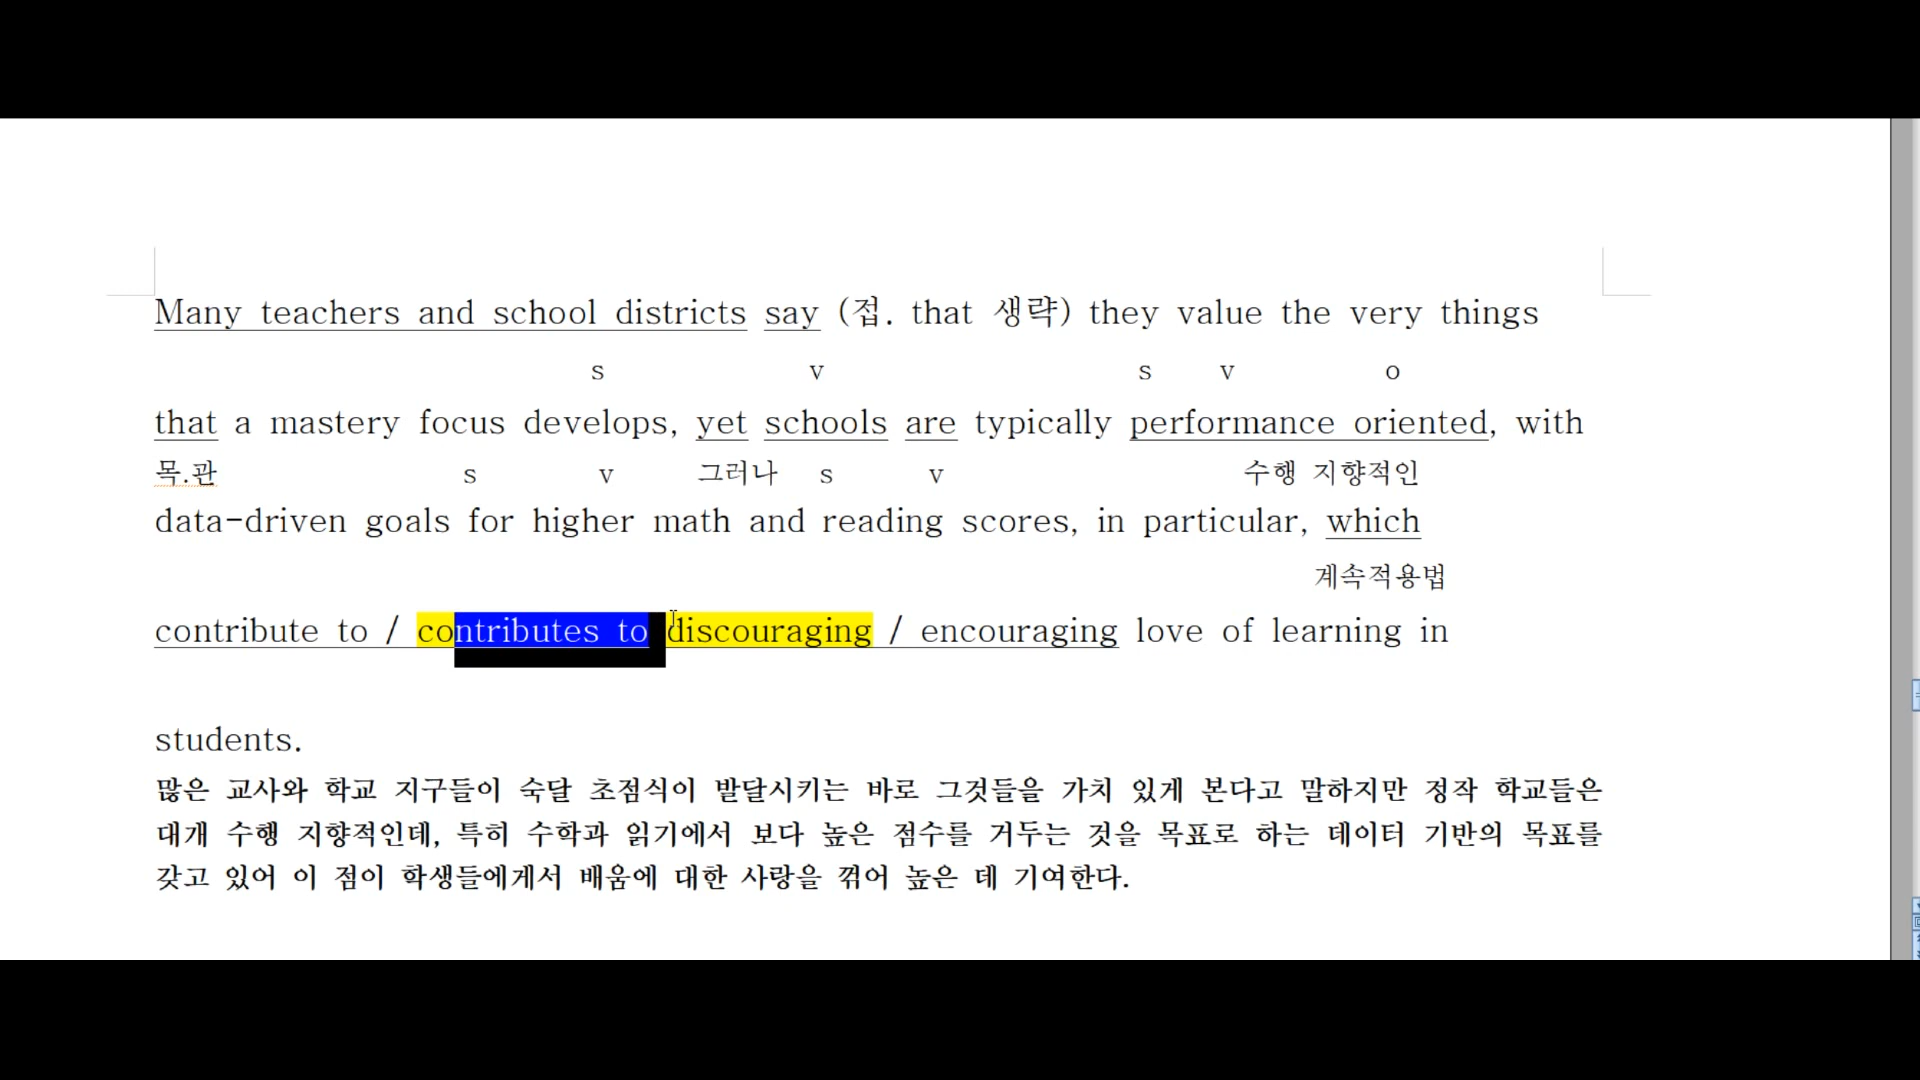 Many teachers and school districts say (접. that 생략) they value the very things
s v s v o
that a mastery focus develops, yet schools are typically performance oriented, with
목.관 s v 그러나 s v 수행 지향적인
data-driven goals for higher math and reading scores, in particular, which
계속적용법
contribute to / contributes to discouraging / encouraging love of learning in
students.
많은 교사와 학교 지구들이 숙달 초점식이 발달시키는 바로 그것들을 가치 있게 본다고 말하지만 정작 학교들은
대개 수행 지향적인데, 특히 수학과 읽기에서 보다 높은 점수를 거두는 것을 목표로 하는 데이터 기반의 목표를
갖고 있어 이 점이 학생들에게서 배움에 대한 사랑을 꺾어 높은 데 기여한다.